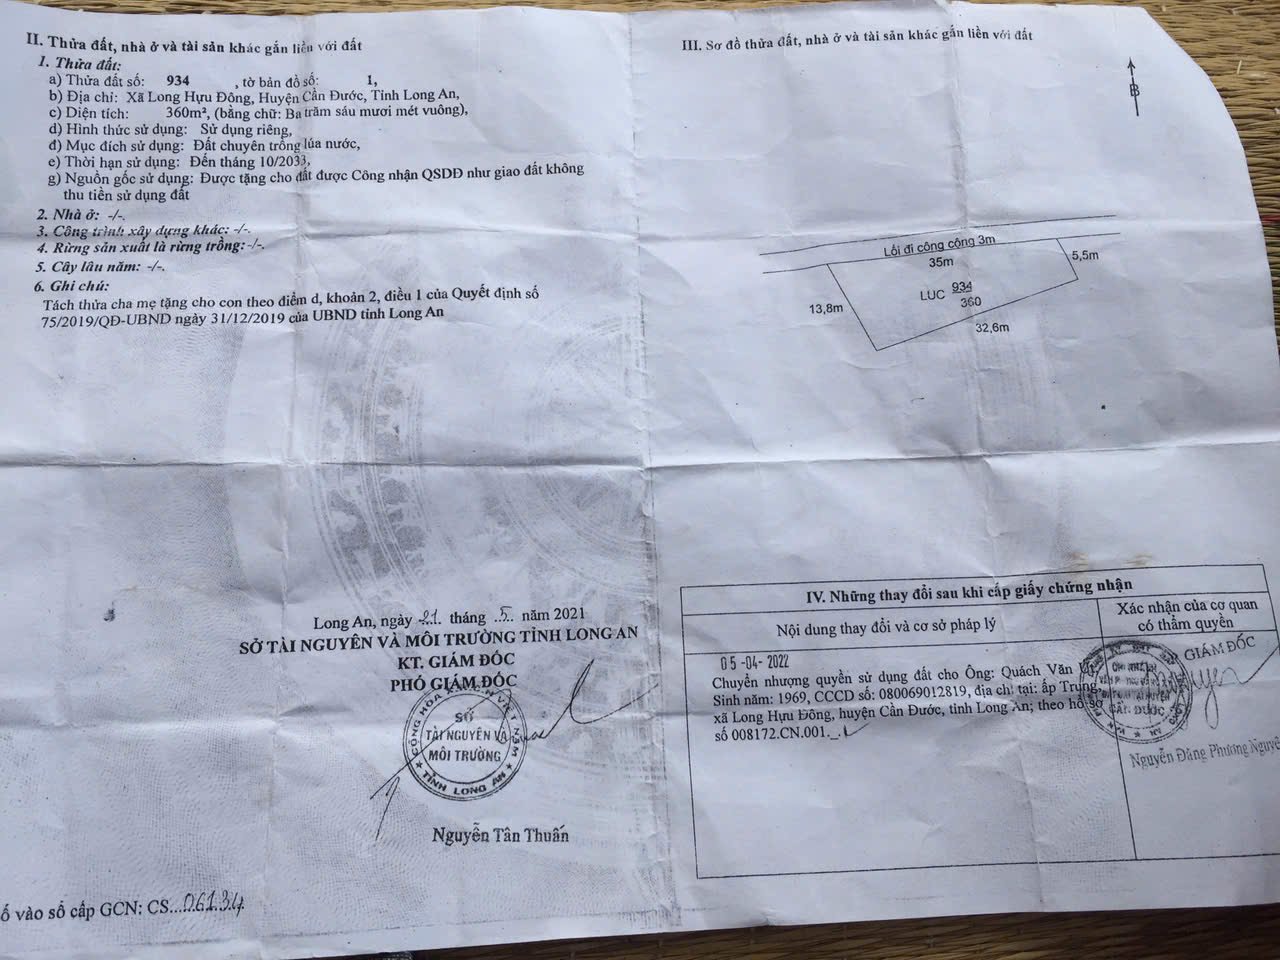 II. Thửa đất, nhà ở và tài sản khác gắn liền với đất
1. Thửa đất:
a) Thửa đất số: 934 , tờ bản đồ số: 1,
b) Địa chỉ: Xã Long Hựu Đông, Huyện Cần Đước, Tỉnh Long An,
c) Diện tích: 360m², (bằng chữ: Ba trăm sáu mươi mét vuông),
d) Hình thức sử dụng: Sử dụng riêng,
đ) Mục đích sử dụng: Đất chuyên trồng lúa nước,
e) Thời hạn sử dụng: Đến tháng 10/2033,
g) Nguồn gốc sử dụng: Được tặng cho đất được Công nhận QSDĐ như giao đất không
thu tiền sử dụng đất
2. Nhà ở: -/-.
3. Công trình xây dựng khác: -/-.
4. Rừng sản xuất là rừng trồng: -/-.
5. Cây lâu năm: -/-.
6. Ghi chú:
Tách thửa cha mẹ tặng cho con theo điểm d, khoản 2, điều 1 của Quyết định số
75/2019/QĐ-UBND ngày 31/12/2019 của UBND tỉnh Long An
Long An, ngày 21 tháng 5 năm 2021
SỞ TÀI NGUYÊN VÀ MÔI TRƯỜNG TỈNH LONG AN
KT. GIÁM ĐỐC
PHÓ GIÁM ĐỐC
SỞ
TÀI NGUYÊN VÀ
MÔI TRƯỜNG
TỈNH LONG AN
Nguyễn Tân Thuấn
ố vào sổ cấp GCN: CS...06134
III. Sơ đồ thửa đất, nhà ở và tài sản khác gắn liền với đất
B
Lối đi công cộng 3m
35m
5,5m
13,8m
LUC 934
360
32,6m
IV. Những thay đổi sau khi cấp giấy chứng nhận
Nội dung thay đổi và cơ sở pháp lý
Xác nhận của cơ quan
có thẩm quyền
05-04-2022
Chuyển nhượng quyền sử dụng đất cho Ông: Quách Văn
Sinh năm: 1969, CCCD số: 080069012819, địa chỉ tại: ấp Trung,
xã Long Hựu Đông, huyện Cần Đước, tỉnh Long An; theo hồ sơ
số 008172.CN.001._.
GIÁM ĐỐC
CẦN ĐƯỚC
Nguyễn Đăng Phương Nguyê